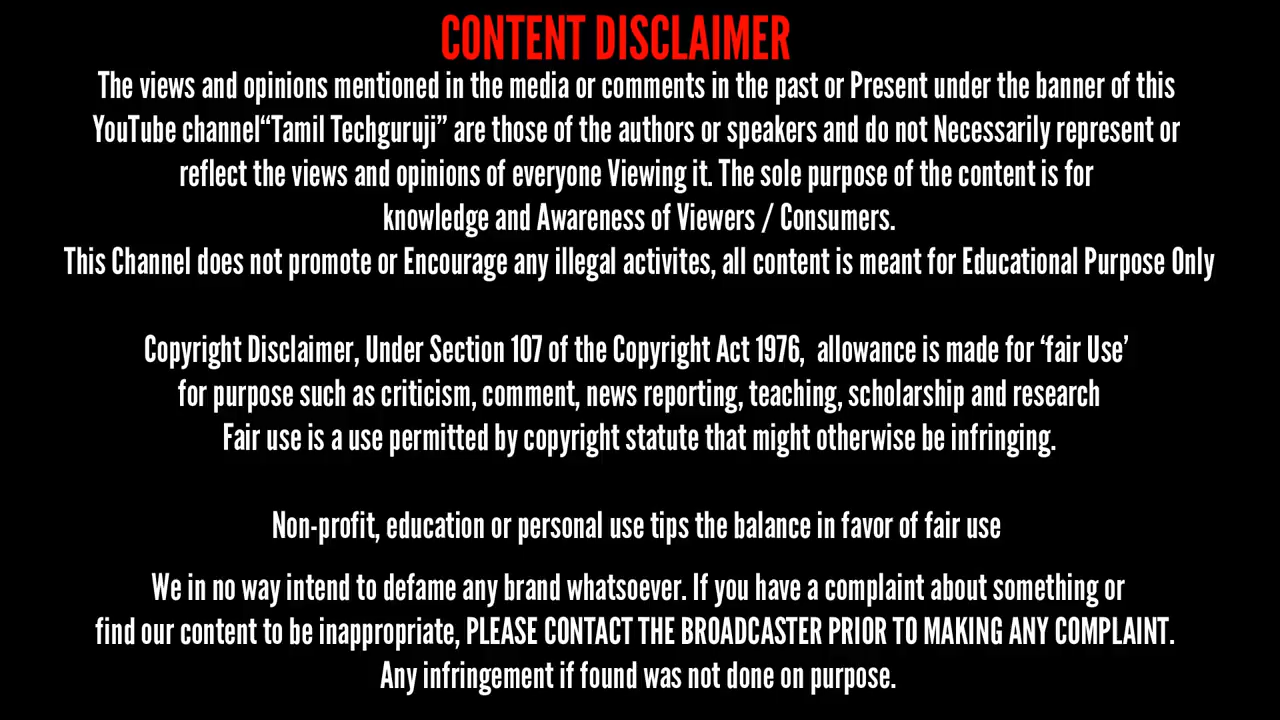 CONTENT DISCLAIMER
The views and opinions mentioned in the media or comments in the past or Present under the banner of this
YouTube channel“Tamil Techguruji” are those of the authors or speakers and do not Necessarily represent or
reflect the views and opinions of everyone Viewing it. The sole purpose of the content is for
knowledge and Awareness of Viewers / Consumers.
This Channel does not promote or Encourage any illegal activites, all content is meant for Educational Purpose Only
Copyright Disclaimer, Under Section 107 of the Copyright Act 1976, allowance is made for ‘fair Use’
for purpose such as criticism, comment, news reporting, teaching, scholarship and research
Fair use is a use permitted by copyright statute that might otherwise be infringing.
Non-profit, education or personal use tips the balance in favor of fair use
We in no way intend to defame any brand whatsoever. If you have a complaint about something or
find our content to be inappropriate, PLEASE CONTACT THE BROADCASTER PRIOR TO MAKING ANY COMPLAINT.
Any infringement if found was not done on purpose.